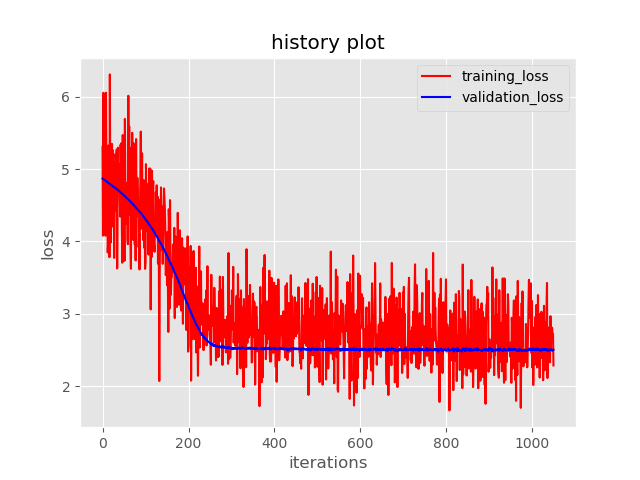 history plot
training_loss
validation_loss
6
5
4
3
2
loss
0 200 400 600 800 1000
iterations